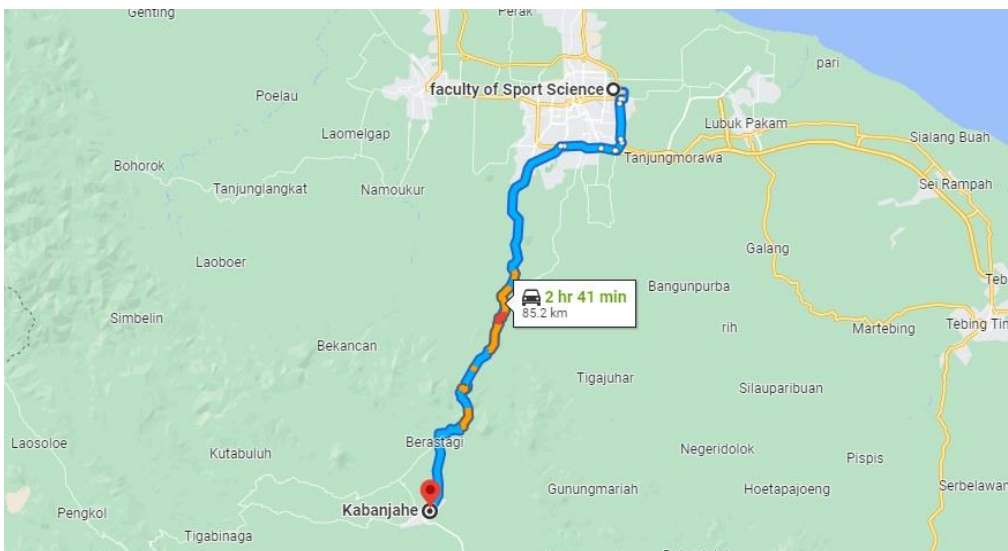 Genting
Perak
pari
faculty of Sport Science
Poelau
Lubuk Pakam
Laomelgap
Sialang Buah
Tanjungmorawa
Bohorok
Tanjunglangkat
Namoukur
Sei Rampah
Galang
Laoboer
Bangunpurba
2 hr 41 min
85.2 km
Simbelin
rih
Martebing
Tebing Tin
Bekancan
Tigajuhar
Silauparibuan
Laosoloe
Berastagi
Kutabuluh
Negeridolok
Pispis
Gunungmariah
Hoetapajoeng
Serbelawan
Kabanjahe
Pengkol
Tigabinaga